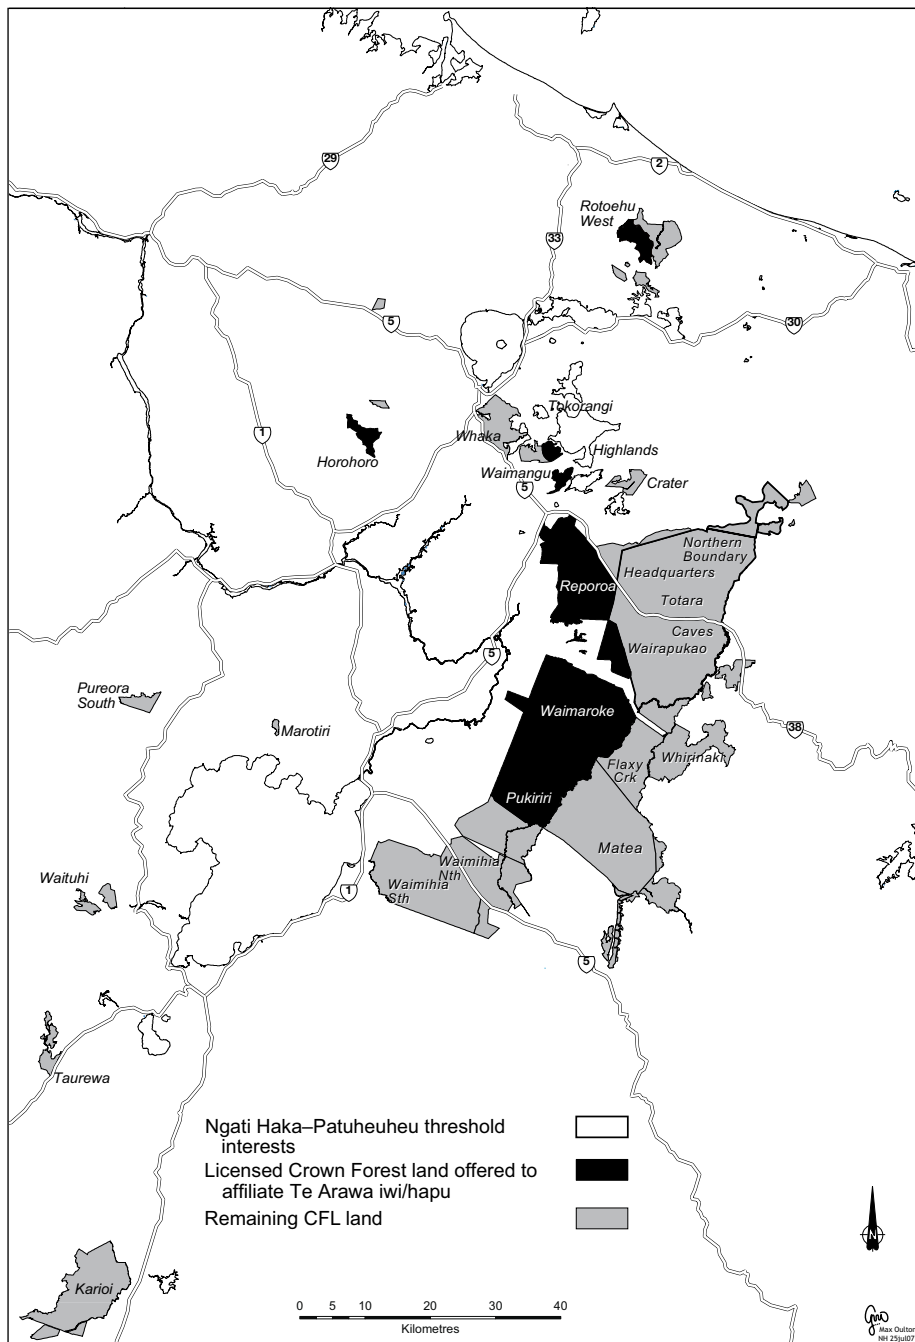 29
2
Rotoehu
West
33
5
30
1
Tokorangi
Whaka
Horohoro
Highlands
Waimangu
5
Crater
Northern
Boundary
Headquarters
Reporoa
Totara
Caves
Wairapukao
5
Pureora
South
Waimaroke
38
Marotiri
Whirinaki
Flaxy
Crk
Pukiriri
Matea
Waimihia
Nth
Waituhi
Waimihia
Sth
1
5
Taurewa
Ngati Haka–Patuheuheu threshold
interests
Licensed Crown Forest land offered to
affiliate Te Arawa iwi/hapu
Remaining CFL land
N
Karioi
0 5 10 20 30 40
Kilometres
Max Oulton
NH 25jul07